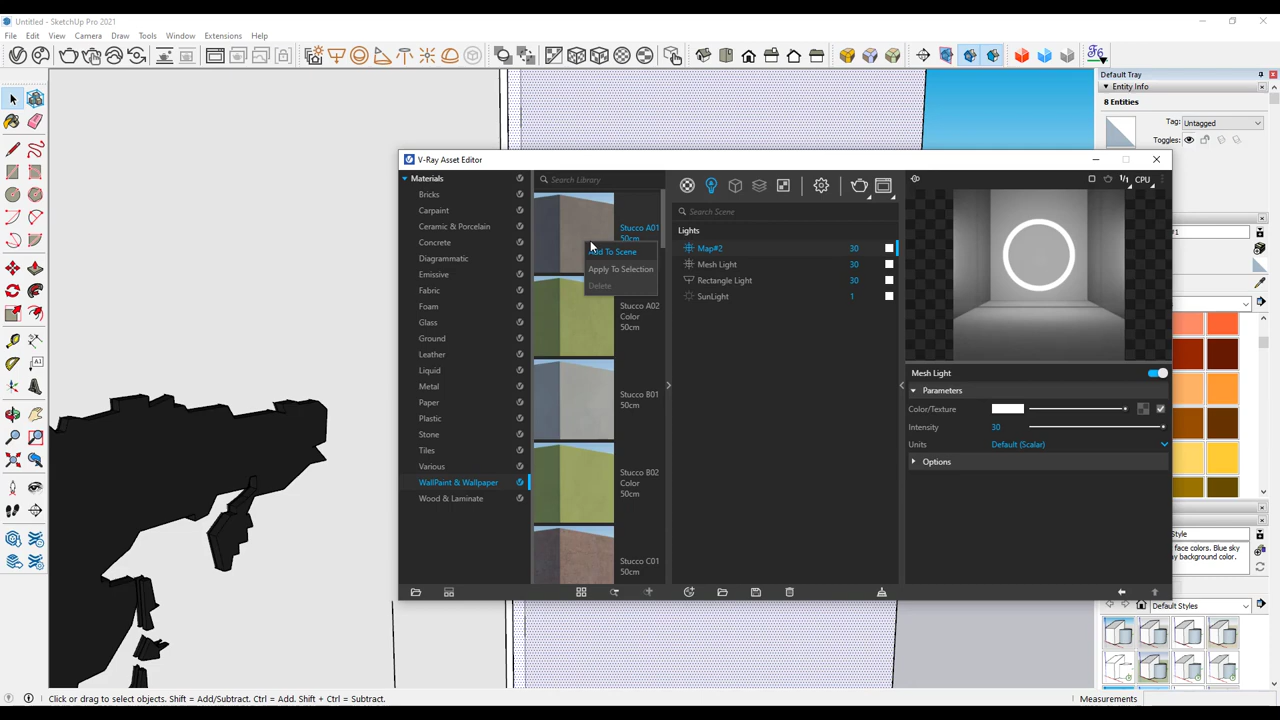 Untitled - SketchUp Pro 2021
File Edit View Camera Draw Tools Window Extensions Help
Default Tray
Entity Info
8 Entities
Tag: Untagged
Toggles:
V-Ray Asset Editor
Materials
Bricks
Carpaint
Ceramic & Porcelain
Concrete
Diagrammatic
Emissive
Fabric
Foam
Glass
Ground
Leather
Liquid
Metal
Paper
Plastic
Stone
Tiles
Various
WallPaint & Wallpaper
Wood & Laminate
Search Library
Stucco A01
50cm
Add To Scene
Apply To Selection
Delete
Stucco A02
Color
50cm
Stucco B01
50cm
Stucco B02
Color
50cm
Stucco C01
50cm
Search Scene
Lights
Map#2 30
Mesh Light 30
Rectangle Light 30
SunLight 1
1/1
CPU
Mesh Light
Parameters
Color/Texture
Intensity 30
Units Default (Scalar)
Options
#1
Style
face colors. Blue sky
background color.
Default Styles
Click or drag to select objects. Shift = Add/Subtract. Ctrl = Add. Shift + Ctrl = Subtract.
Measurements